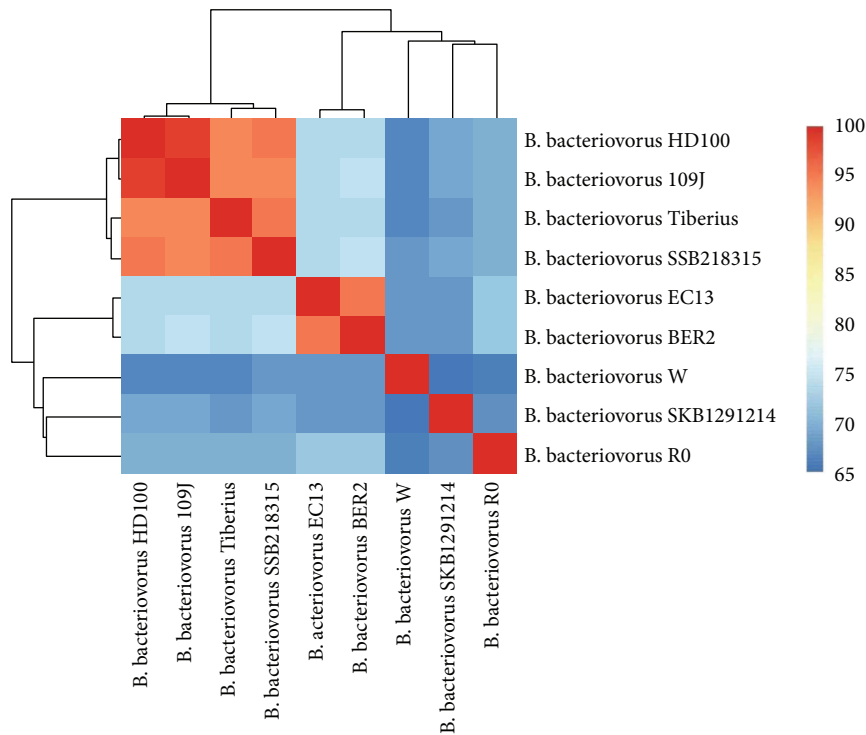 B. bacteriovorus HD100
B. bacteriovorus 109J
B. bacteriovorus Tiberius
B. bacteriovorus SSB218315
B. bacteriovorus EC13
B. bacteriovorus BER2
B. bacteriovorus W
B. bacteriovorus SKB1291214
B. bacteriovorus R0
100
95
90
85
80
75
70
65
B. bacteriovorus HD100
B. bacteriovorus 109J
B. bacteriovorus Tiberius
B. bacteriovorus SSB218315
B. acteriovorus EC13
B. bacteriovorus BER2
B. bacteriovorus W
B. bacteriovorus SKB1291214
B. bacteriovorus R0